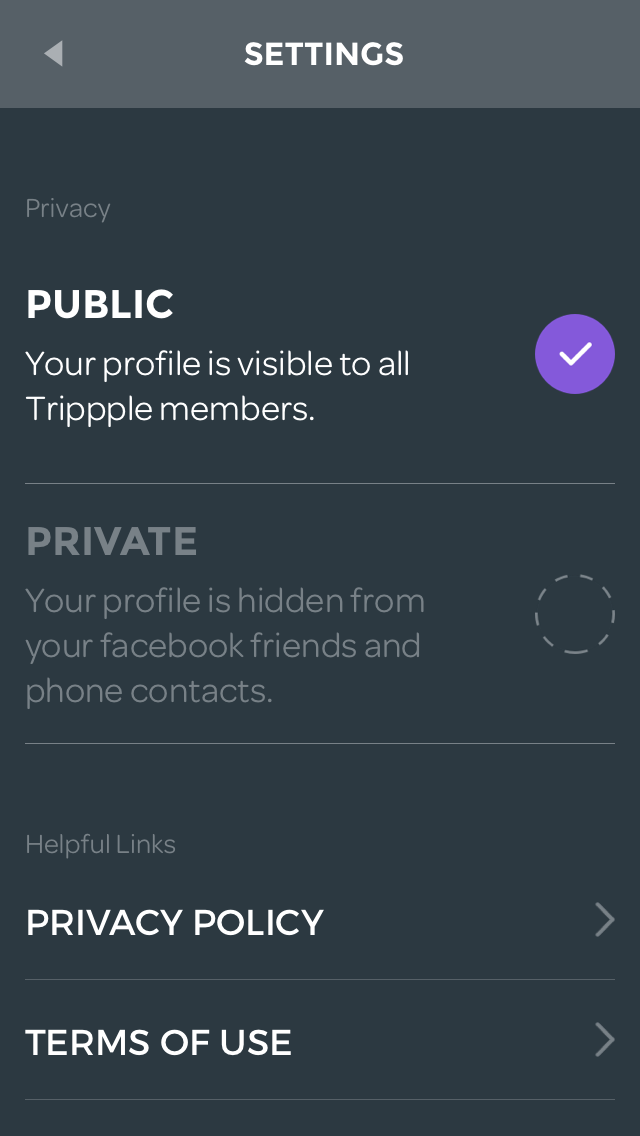 SETTINGS
Privacy
PUBLIC
Your profile is visible to all
Trippple members.
PRIVATE
Your profile is hidden from
your facebook friends and
phone contacts.
Helpful Links
PRIVACY POLICY
TERMS OF USE